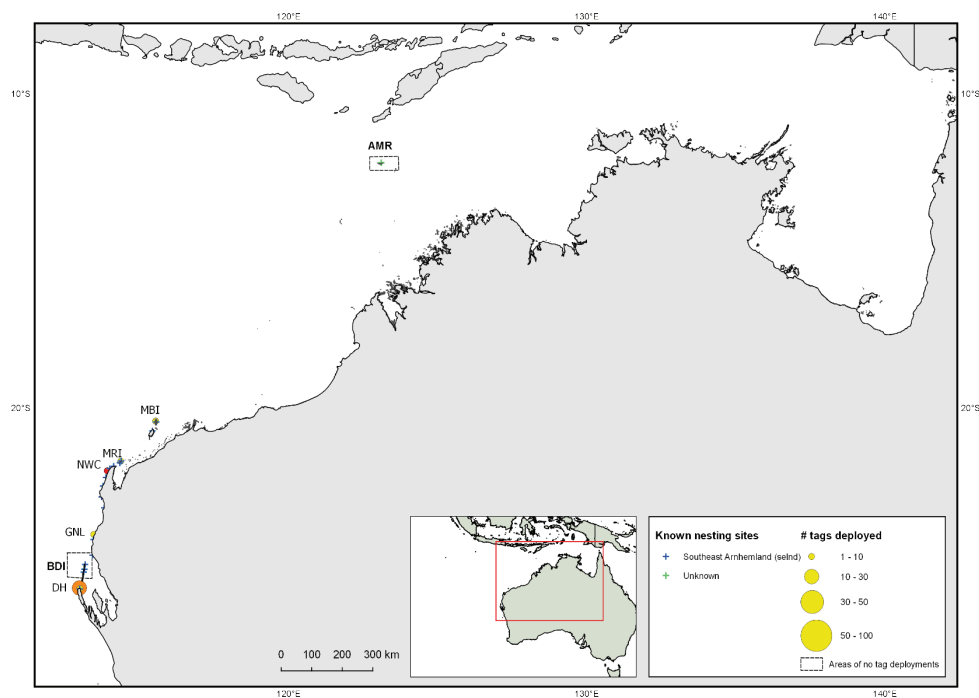 120°E 130°E 140°E
10°S 10°S
AMR
20°S 20°S
MBI
MRI
NWC
GNL
BDI
DH
0 100 200 300 km
Known nesting sites
Southeast Arnhemland (selnd)
Unknown
# tags deployed
1 - 10
10 - 30
30 - 50
50 - 100
Areas of no tag deployments
120°E 130°E 140°E